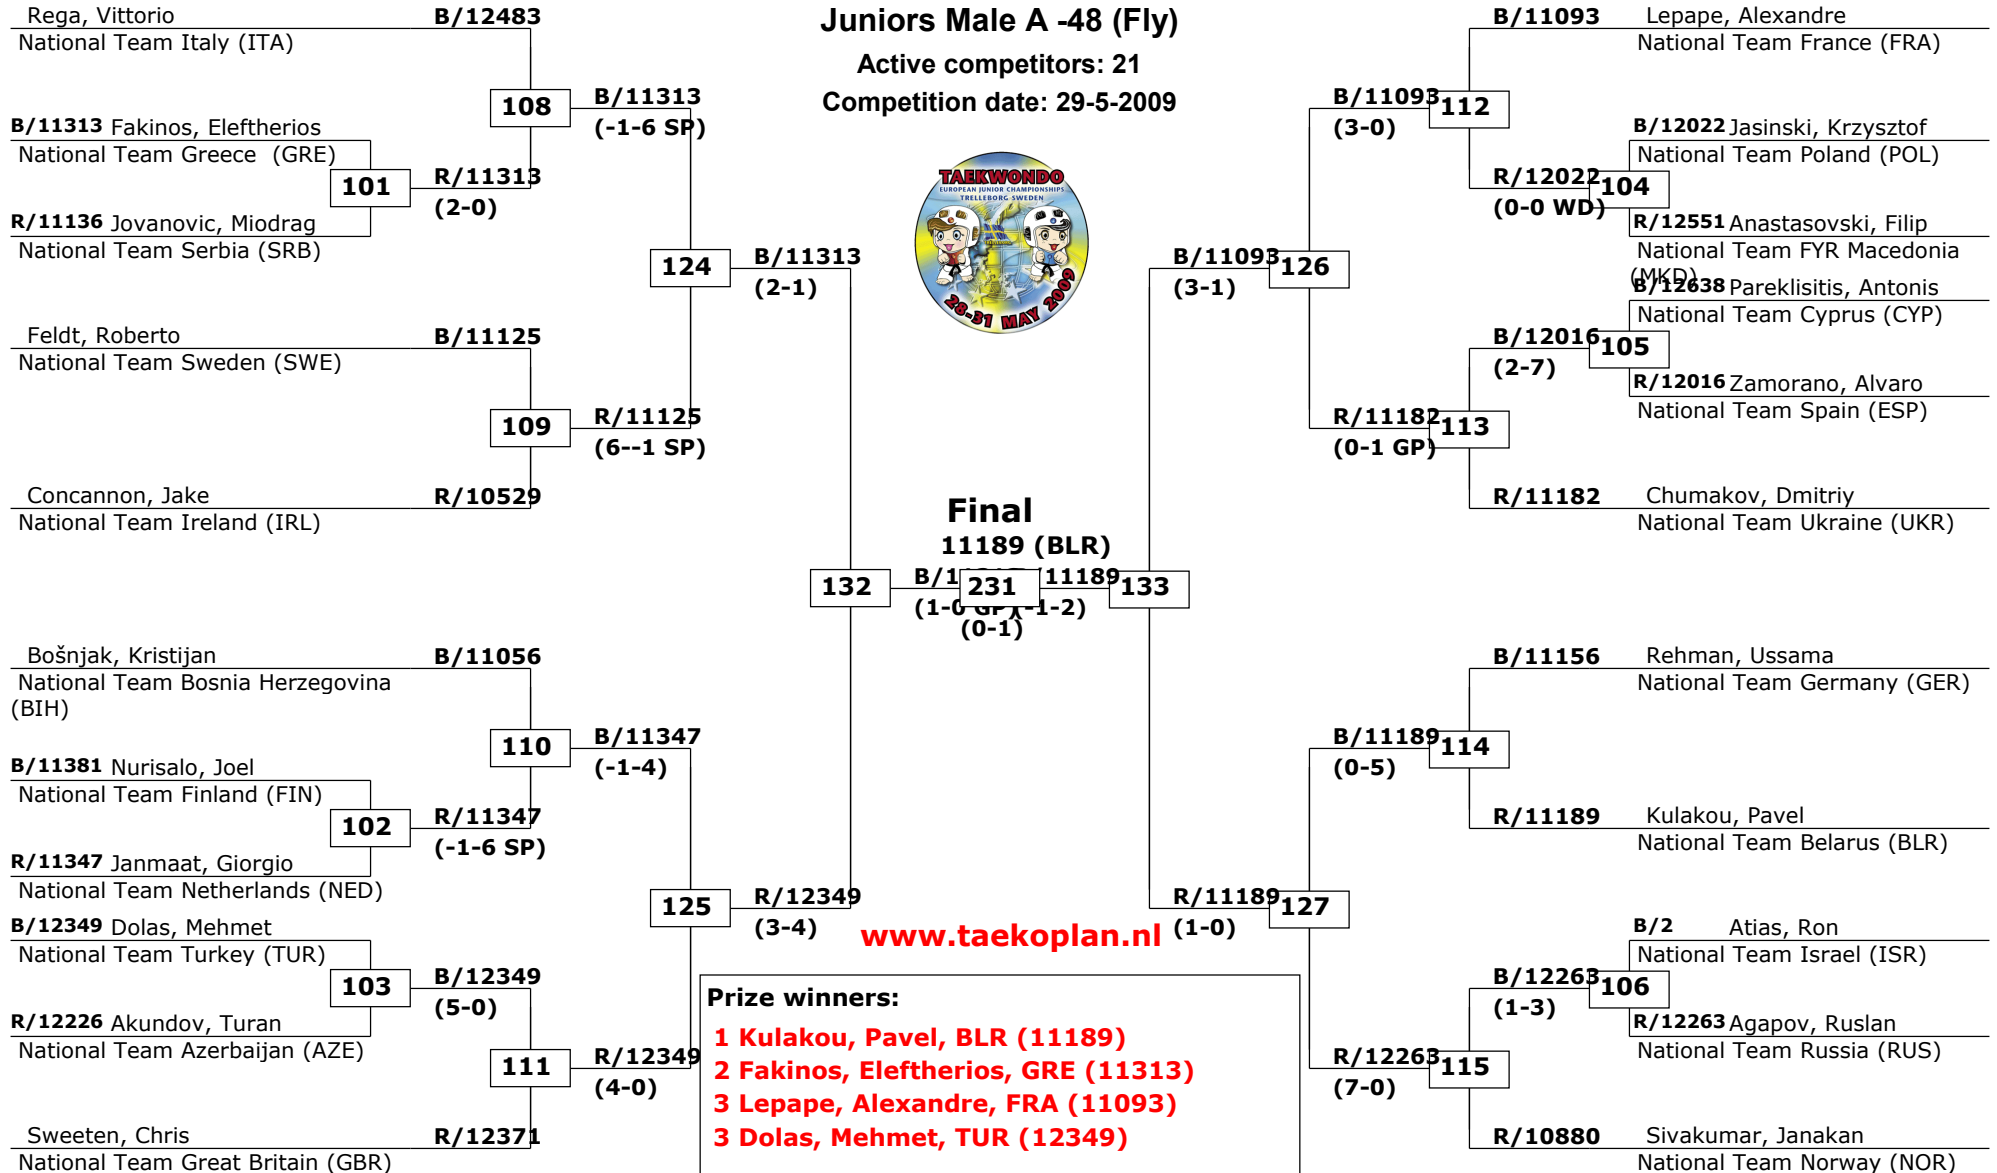 Juniors Male A -48 (Fly)
Active competitors: 21
Competition date: 29-5-2009
TAEKWONDO
EUROPEAN JUNIOR CHAMPIONSHIPS
TRELLEBORG SWEDEN
28-31 MAY 2009
Rega, Vittorio B/12483
National Team Italy (ITA)
108
B/11313
(-1-6 SP)
B/11313 Fakinos, Eleftherios
National Team Greece (GRE)
101
R/11313
(2-0)
R/11136 Jovanovic, Miodrag
National Team Serbia (SRB)
124
B/11313
(2-1)
Feldt, Roberto B/11125
National Team Sweden (SWE)
109
R/11125
(6--1 SP)
Concannon, Jake R/10529
National Team Ireland (IRL)
132
(1-0 GP)
Bošnjak, Kristijan B/11056
National Team Bosnia Herzegovina
(BIH)
110
B/11347
(-1-4)
B/11381 Nurisalo, Joel
National Team Finland (FIN)
102
R/11347
(-1-6 SP)
R/11347 Janmaat, Giorgio
National Team Netherlands (NED)
125
R/12349
(3-4)
B/12349 Dolas, Mehmet
National Team Turkey (TUR)
103
B/12349
(5-0)
R/12226 Akundov, Turan
National Team Azerbaijan (AZE)
111
R/12349
(4-0)
Sweeten, Chris R/12371
National Team Great Britain (GBR)
Final
11189 (BLR)
231
(0-1)
B/11093 Lepape, Alexandre
National Team France (FRA)
B/11093
(3-0)
112
B/12022 Jasinski, Krzysztof
National Team Poland (POL)
R/12022
(0-0 WD)
104
R/12551 Anastasovski, Filip
National Team FYR Macedonia
(MKD)
B/11093
(3-1)
126
B/12638 Pareklisitis, Antonis
National Team Cyprus (CYP)
B/12016
(2-7)
105
R/12016 Zamorano, Alvaro
National Team Spain (ESP)
R/11182
(0-1 GP)
113
R/11182 Chumakov, Dmitriy
National Team Ukraine (UKR)
11189
(-1-2)
133
B/11156 Rehman, Ussama
National Team Germany (GER)
B/11189
(0-5)
114
R/11189 Kulakou, Pavel
National Team Belarus (BLR)
R/11189
(1-0)
127
B/2 Atias, Ron
National Team Israel (ISR)
B/12263
(1-3)
106
R/12263 Agapov, Ruslan
National Team Russia (RUS)
R/12263
(7-0)
115
R/10880 Sivakumar, Janakan
National Team Norway (NOR)
www.taekoplan.nl
Prize winners:
1 Kulakou, Pavel, BLR (11189)
2 Fakinos, Eleftherios, GRE (11313)
3 Lepape, Alexandre, FRA (11093)
3 Dolas, Mehmet, TUR (12349)